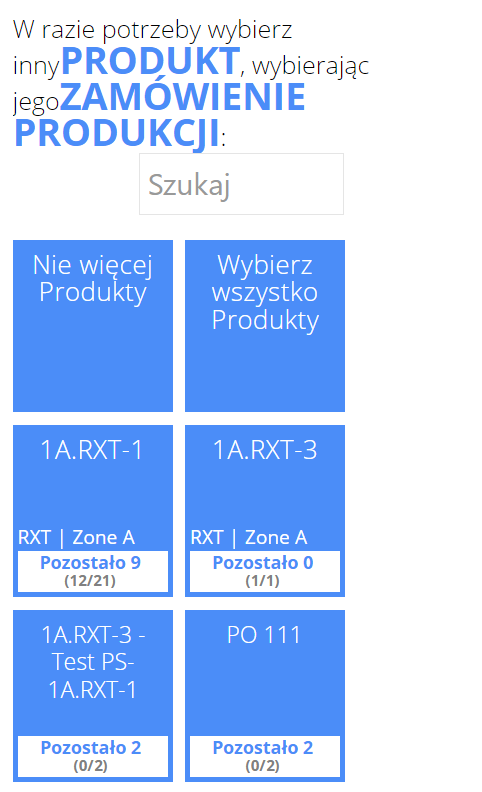 W razie potrzeby wybierz
innyPRODUKT, wybierając
jegoZAMÓWIENIE
PRODUKCJI:
Szukaj
Nie więcej
Produkty
Wybierz
wszystko
Produkty
1A.RXT-1
RXT | Zone A
Pozostało 9
(12/21)
1A.RXT-3
RXT | Zone A
Pozostało 0
(1/1)
1A.RXT-3 -
Test PS-
1A.RXT-1
Pozostało 2
(0/2)
PO 111
Pozostało 2
(0/2)